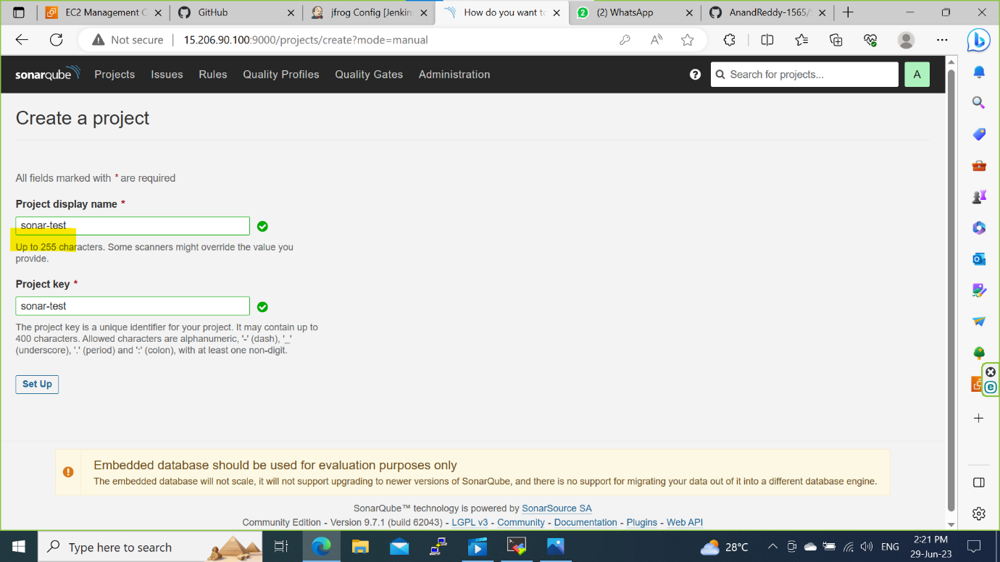 EC2 Management C
GitHub
jfrog Config [Jenkin
How do you want to
(2) WhatsApp
AnandReddy-1565/
Not secure
15.206.90.100:9000/projects/create?mode=manual
sonarqube
Projects
Issues
Rules
Quality Profiles
Quality Gates
Administration
Search for projects...
A
Create a project
All fields marked with * are required
Project display name *
sonar-test
Up to 255 characters. Some scanners might override the value you
provide.
Project key *
sonar-test
The project key is a unique identifier for your project. It may contain up to
400 characters. Allowed characters are alphanumeric, '-' (dash), '_'
(underscore), '.' (period) and ':' (colon), with at least one non-digit.
Set Up
Embedded database should be used for evaluation purposes only
The embedded database will not scale, it will not support upgrading to newer versions of SonarQube, and there is no support for migrating your data out of it into a different database engine.
SonarQube™ technology is powered by SonarSource SA
Community Edition - Version 9.7.1 (build 62043) - LGPL v3 - Community - Documentation - Plugins - Web API
Type here to search
28°C
ENG
2:21 PM
29-Jun-23